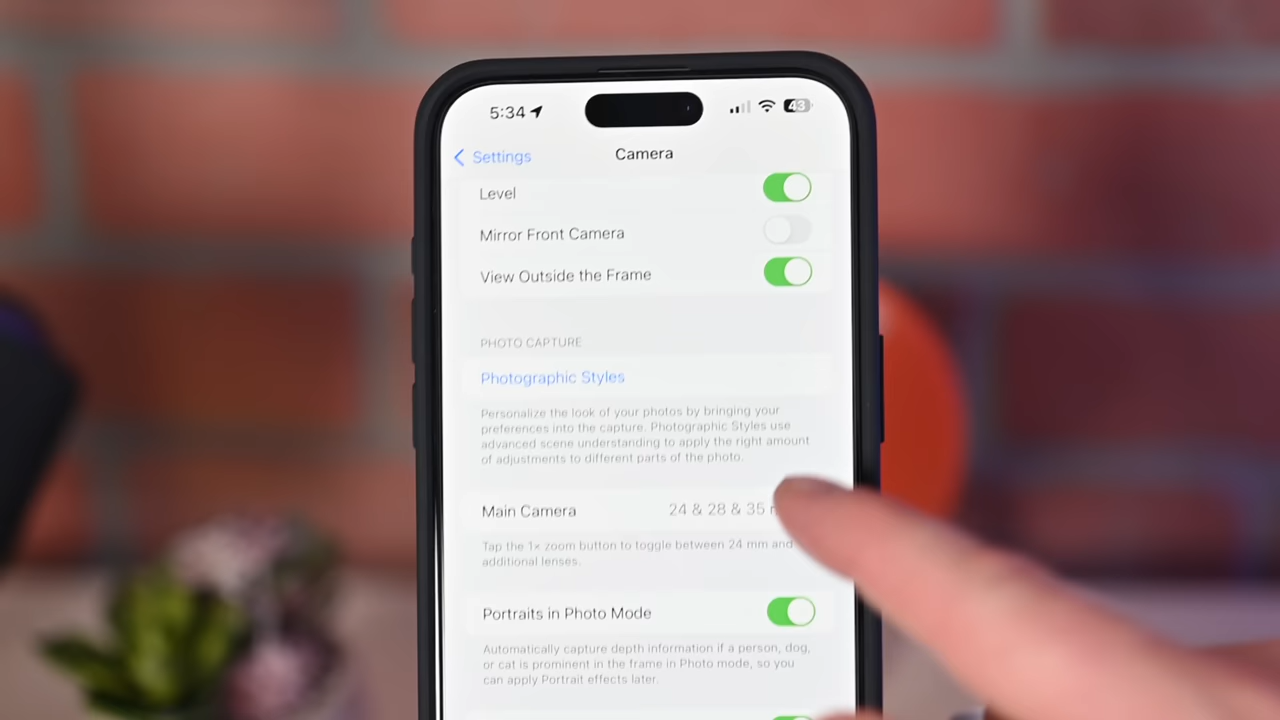 5:34
43
Settings
Camera
Level
Mirror Front Camera
View Outside the Frame
PHOTO CAPTURE
Photographic Styles
Personalize the look of your photos by bringing your
preferences into the capture. Photographic Styles use
advanced scene understanding to apply the right amount
of adjustments to different parts of the photo.
Main Camera 24 & 28 & 35
Tap the 1× zoom button to toggle between 24 mm and
additional lenses.
Portraits in Photo Mode
Automatically capture depth information if a person, dog,
or cat is prominent in the frame in Photo mode, so you
can apply Portrait effects later.